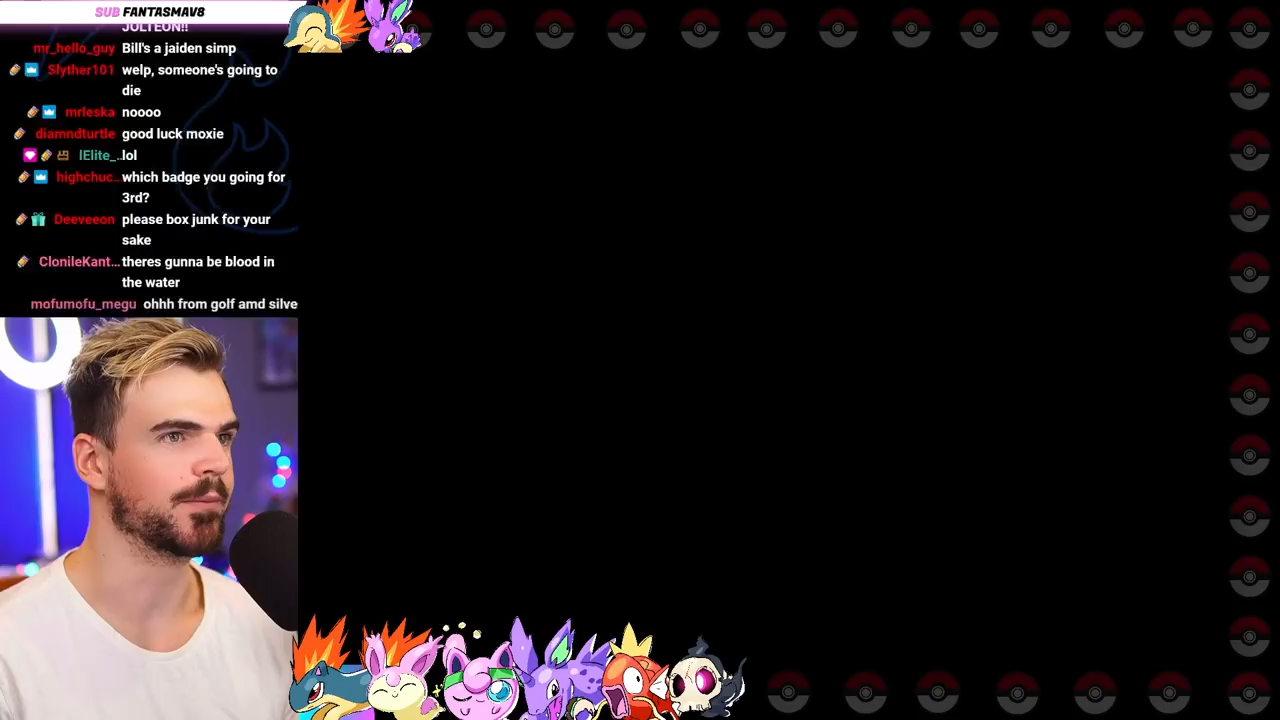 SUB FANTASMAV8
JOLTEON!!
mr_hello_guy Bill's a jaiden simp
Slyther101 welp, someone's going to
die
mrleska noooo
diamndturtle good luck moxie
lElite_.. lol
highchuc... which badge you going for
3rd?
Deeveeon please box junk for your
sake
ClonileKant... theres gunna be blood in
the water
mofumofu_megu ohhh from golf amd silve